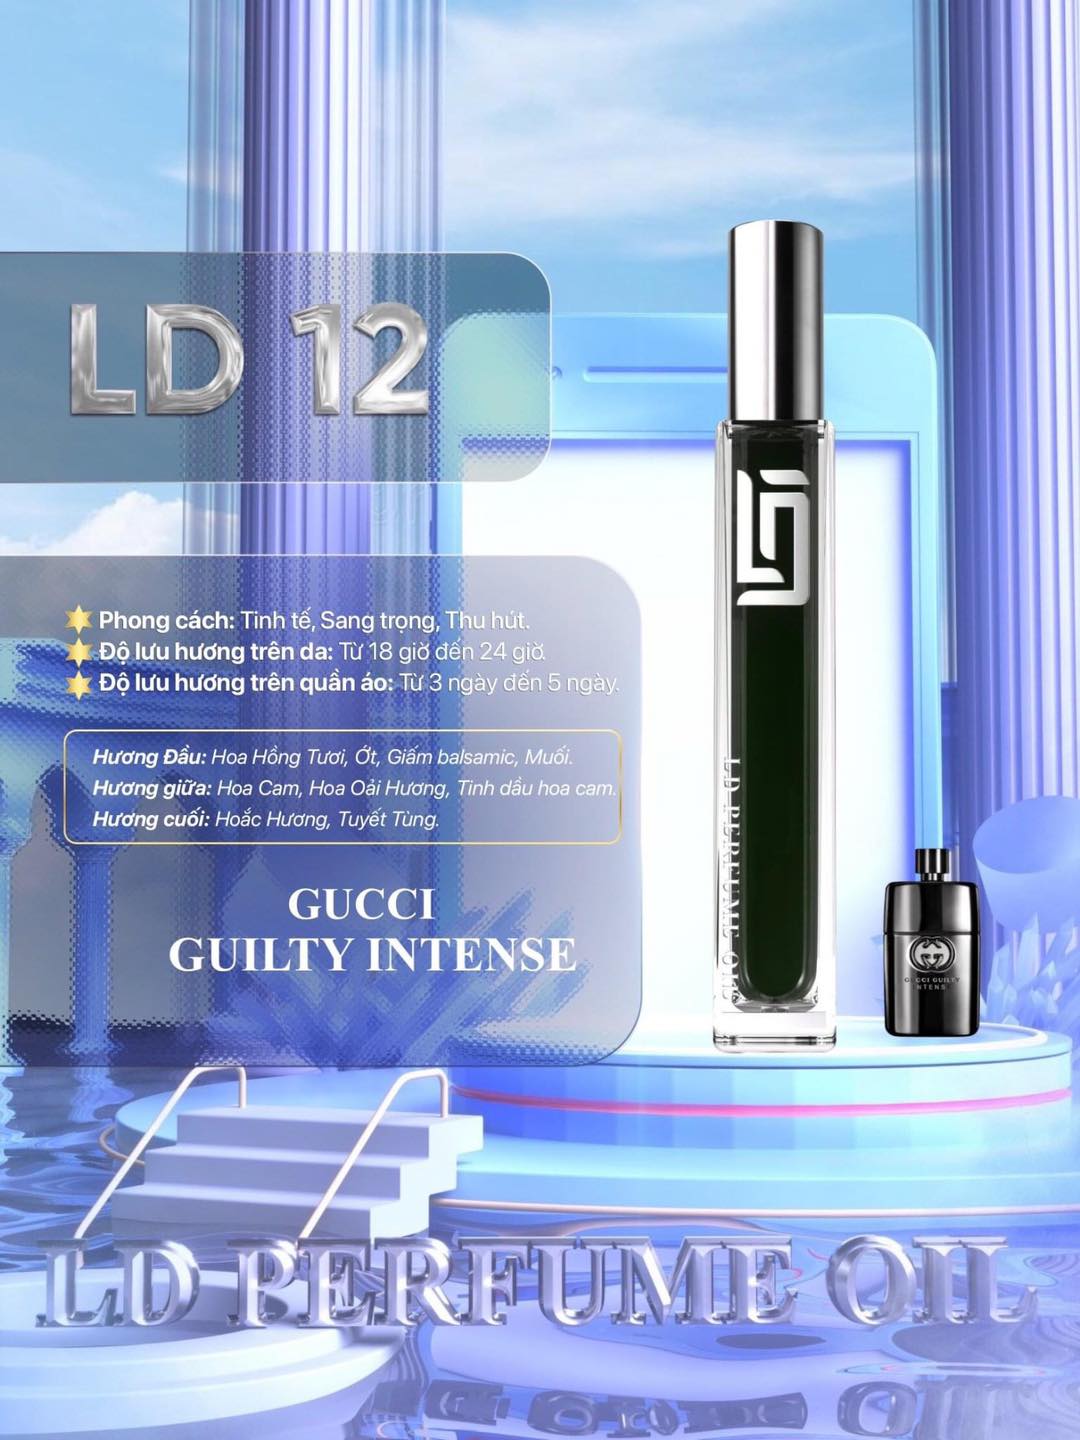 LD 12
Phong cách: Tinh tế, Sang trọng, Thu hút.
Độ lưu hương trên da: Từ 18 giờ đến 24 giờ.
Độ lưu hương trên quần áo: Từ 3 ngày đến 5 ngày.
Hương Đầu: Hoa Hồng Tươi, Ớt, Giấm balsamic, Muối.
Hương giữa: Hoa Cam, Hoa Oải Hương, Tinh dầu hoa cam.
Hương cuối: Hoắc Hương, Tuyết Tùng.
GUCCI
GUILTY INTENSE
LD PERFUME OIL
GUCCI GUILTY
INTENS
LD PERFUME OIL